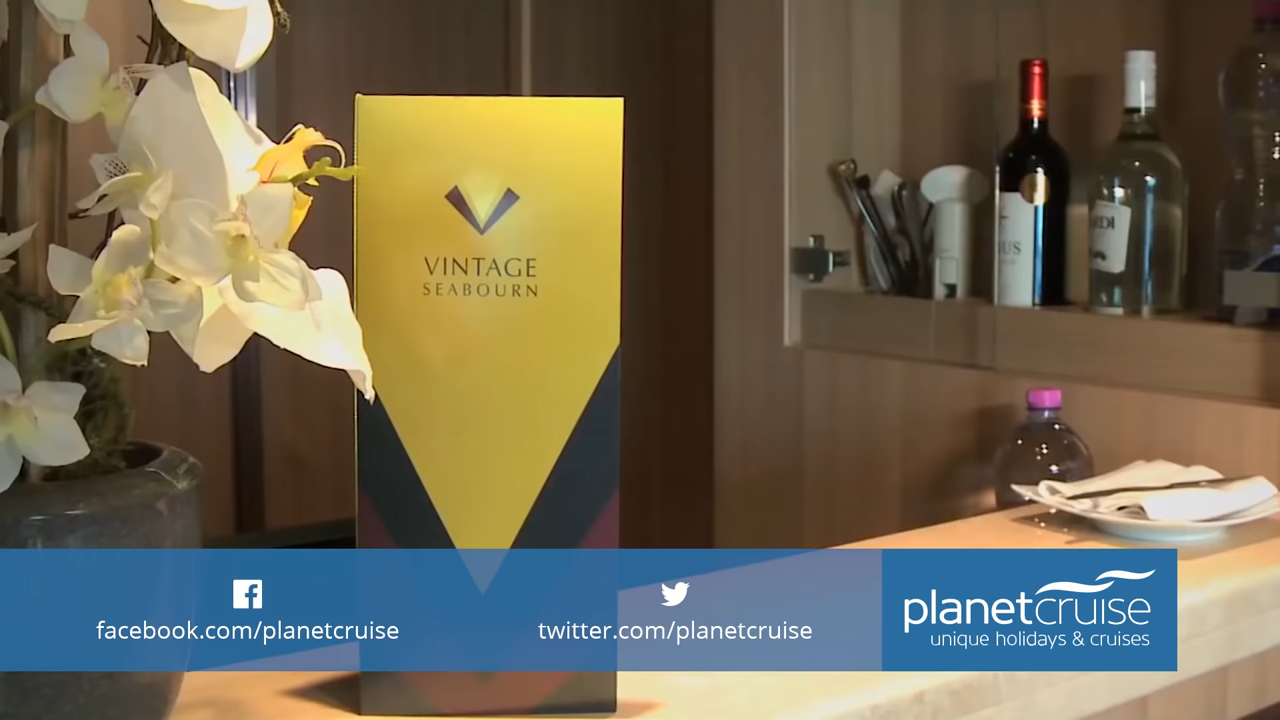 VINTAGE
SEABOURN
facebook.com/planetcruise
twitter.com/planetcruise
planetcruise
unique holidays & cruises